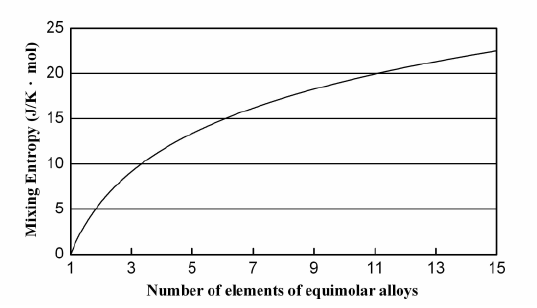 25
20
15
10
5
0
Mixing Entropy (J/K · mol)
1 3 5 7 9 11 13 15
Number of elements of equimolar alloys